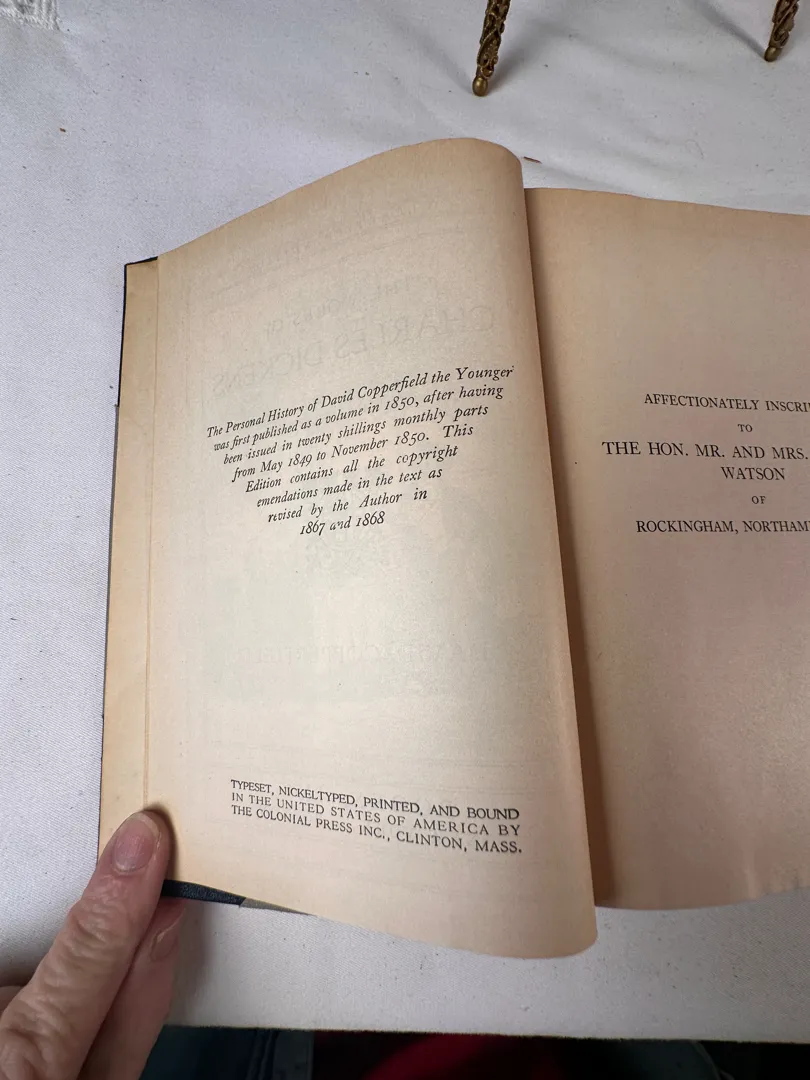 The Personal History of David Copperfield the Younger
was first published as a volume in 1850, after having
been issued in twenty shillings monthly parts
from May 1849 to November 1850. This
Edition contains all the copyright
emendations made in the text as
revised by the Author in
1867 and 1868
TYPESET, NICKELTYPED, PRINTED, AND BOUND
IN THE UNITED STATES OF AMERICA BY
THE COLONIAL PRESS INC., CLINTON, MASS.
AFFECTIONATELY INSCRI
TO
THE HON. MR. AND MRS.
WATSON
OF
ROCKINGHAM, NORTHAM